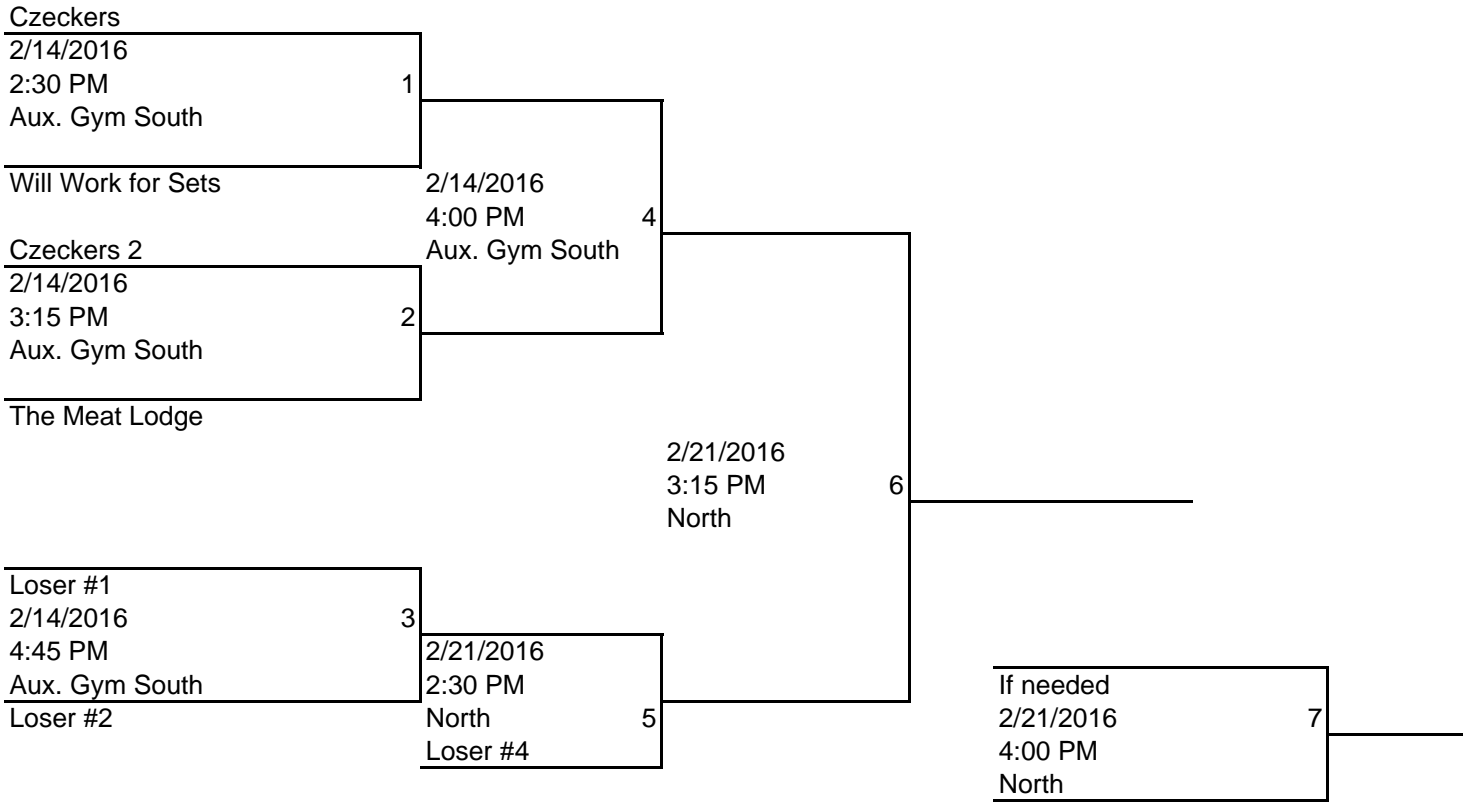 Czeckers
2/14/2016
2:30 PM 1
Aux. Gym South
Will Work for Sets
2/14/2016
4:00 PM 4
Aux. Gym South
Czeckers 2
2/14/2016
3:15 PM 2
Aux. Gym South
The Meat Lodge
2/21/2016
3:15 PM 6
North
Loser #1
2/14/2016 3
4:45 PM
Aux. Gym South
Loser #2
2/21/2016
2:30 PM
North 5
Loser #4
If needed
2/21/2016 7
4:00 PM
North